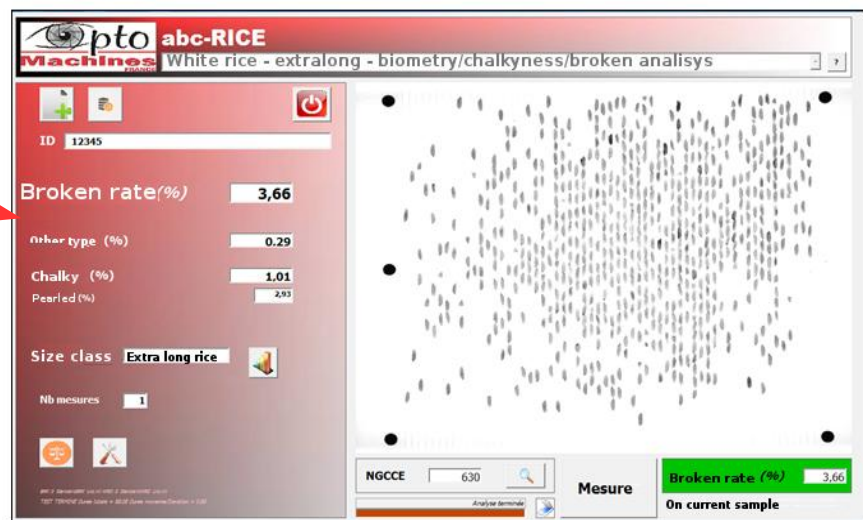 Opto
Machines
FRANCE
abc-RICE
White rice - extralong - biometry/chalkyness/broken analisys
- ?
ID 12345
Broken rate(%) 3,66
Other type (%) 0.29
Chalky (%) 1,01
Pearled (%) 2,93
Size class Extra long rice
Nb mesures 1
NGCCE 630
Analyse terminée
Mesure
Broken rate (%) 3,66
On current sample